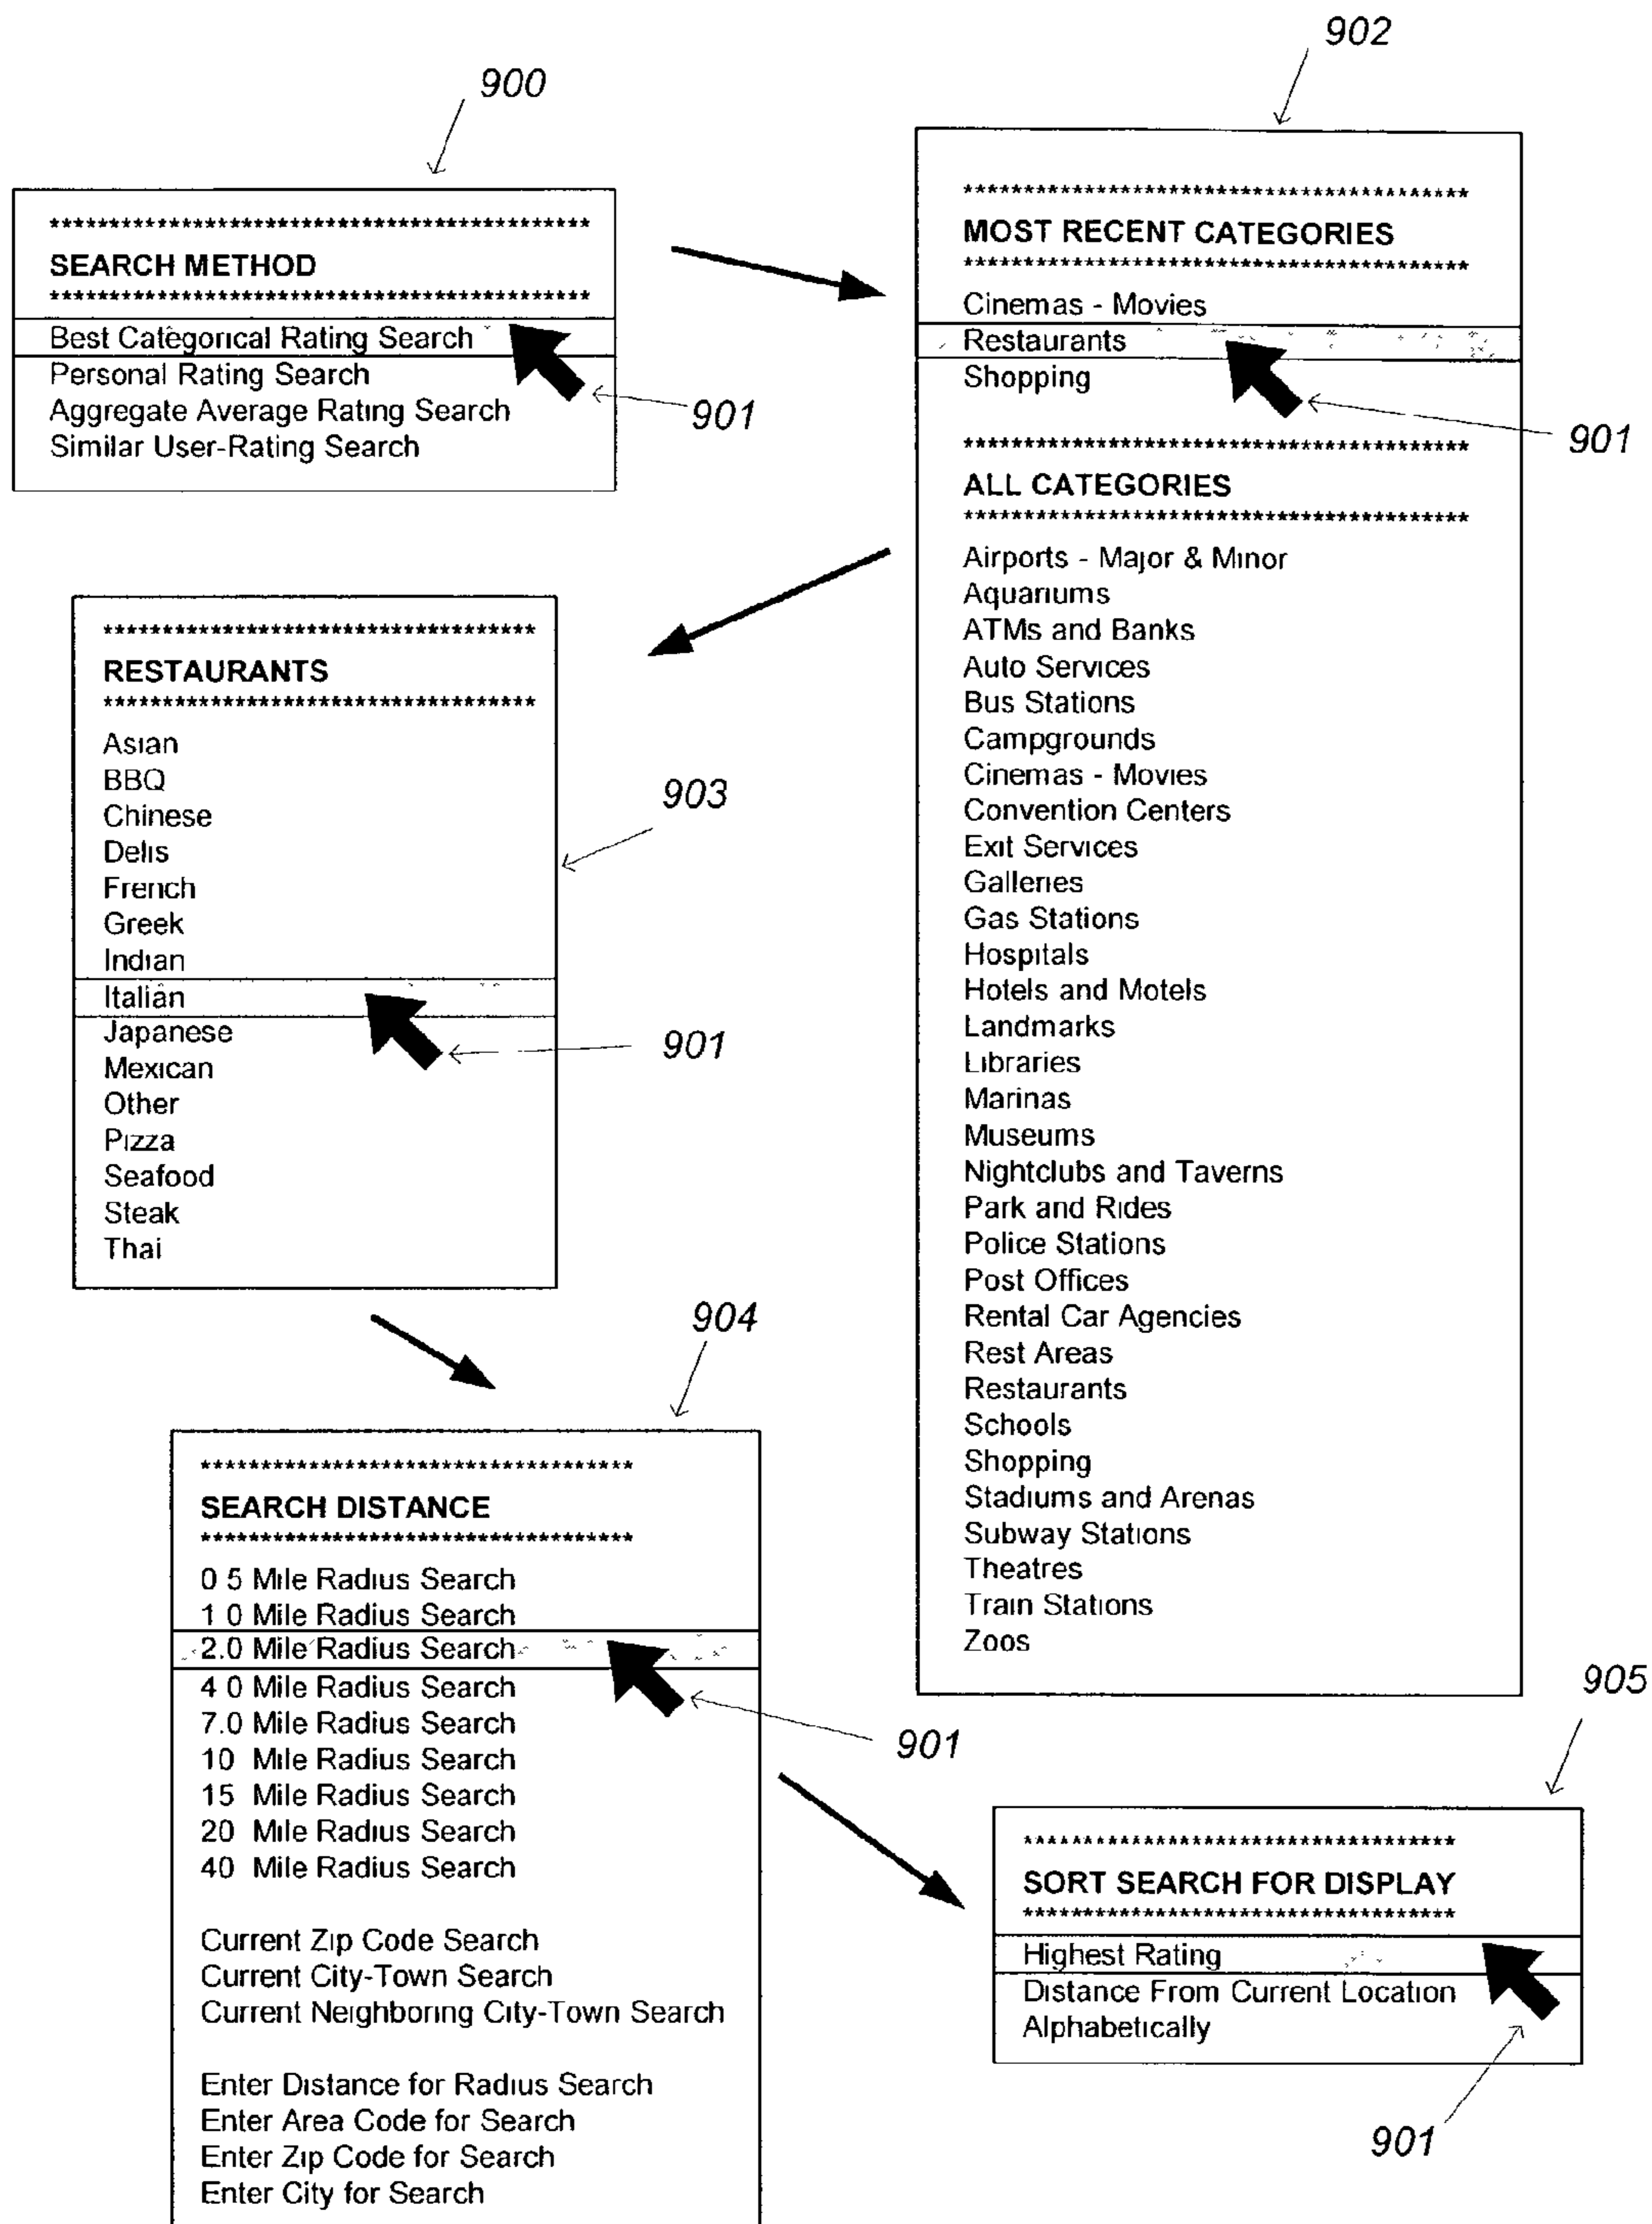 900
****************************************************
SEARCH METHOD
****************************************************
Best Categorical Rating Search
Personal Rating Search
Aggregate Average Rating Search
Similar User-Rating Search
901
902
******************************************
MOST RECENT CATEGORIES
******************************************
Cinemas - Movies
Restaurants
Shopping
901
******************************************
ALL CATEGORIES
******************************************
Airports - Major & Minor
Aquariums
ATMs and Banks
Auto Services
Bus Stations
Campgrounds
Cinemas - Movies
Convention Centers
Exit Services
Galleries
Gas Stations
Hospitals
Hotels and Motels
Landmarks
Libraries
Marinas
Museums
Nightclubs and Taverns
Park and Rides
Police Stations
Post Offices
Rental Car Agencies
Rest Areas
Restaurants
Schools
Shopping
Stadiums and Arenas
Subway Stations
Theatres
Train Stations
Zoos
************************************
RESTAURANTS
************************************
Asian
BBQ
Chinese
Delis
French
Greek
Indian
Italian
Japanese
Mexican
Other
Pizza
Seafood
Steak
Thai
903
901
904
************************************
SEARCH DISTANCE
************************************
0 5 Mile Radius Search
1 0 Mile Radius Search
2.0 Mile Radius Search
4 0 Mile Radius Search
7.0 Mile Radius Search
10 Mile Radius Search
15 Mile Radius Search
20 Mile Radius Search
40 Mile Radius Search
Current Zip Code Search
Current City-Town Search
Current Neighboring City-Town Search
Enter Distance for Radius Search
Enter Area Code for Search
Enter Zip Code for Search
Enter City for Search
901
905
************************************
SORT SEARCH FOR DISPLAY
************************************
Highest Rating
Distance From Current Location
Alphabetically
901